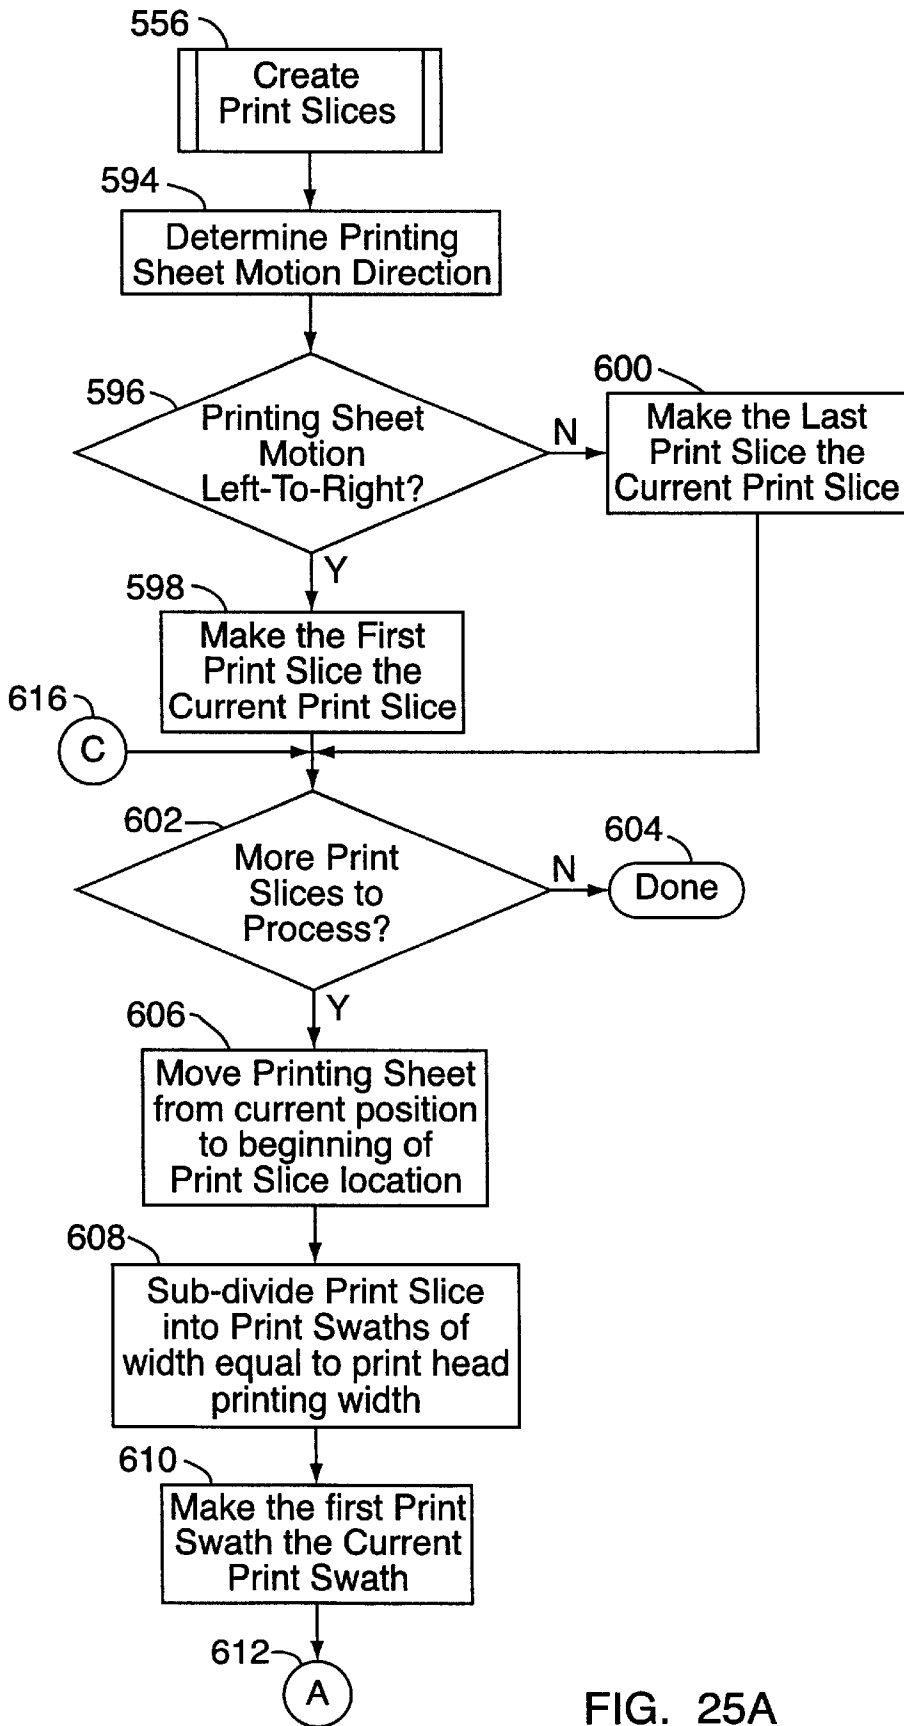 556
Create
Print Slices
594
Determine Printing
Sheet Motion Direction
596
Printing Sheet
Motion
Left-To-Right?
N
600
Make the Last
Print Slice the
Current Print Slice
Y
598
Make the First
Print Slice the
Current Print Slice
616
C
602
More Print
Slices to
Process?
N
604
Done
Y
606
Move Printing Sheet
from current position
to beginning of
Print Slice location
608
Sub-divide Print Slice
into Print Swaths of
width equal to print head
printing width
610
Make the first Print
Swath the Current
Print Swath
612
A
FIG. 25A